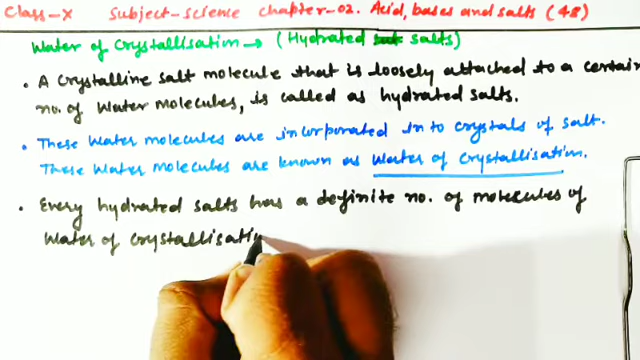 Class-X Subject-science chapter-02. Acid, bases and salts (48)
Water of Crystallisation → (Hydrated salts)
• A crystalline salt molecule that is loosely attached to a certain
no. of water molecules, is called as hydrated salts.
• These water molecules are incorporated in to crystals of salt.
These water molecules are known as water of crystallisation.
• Every hydrated salts has a definite no. of molecules of
water of crystallisati